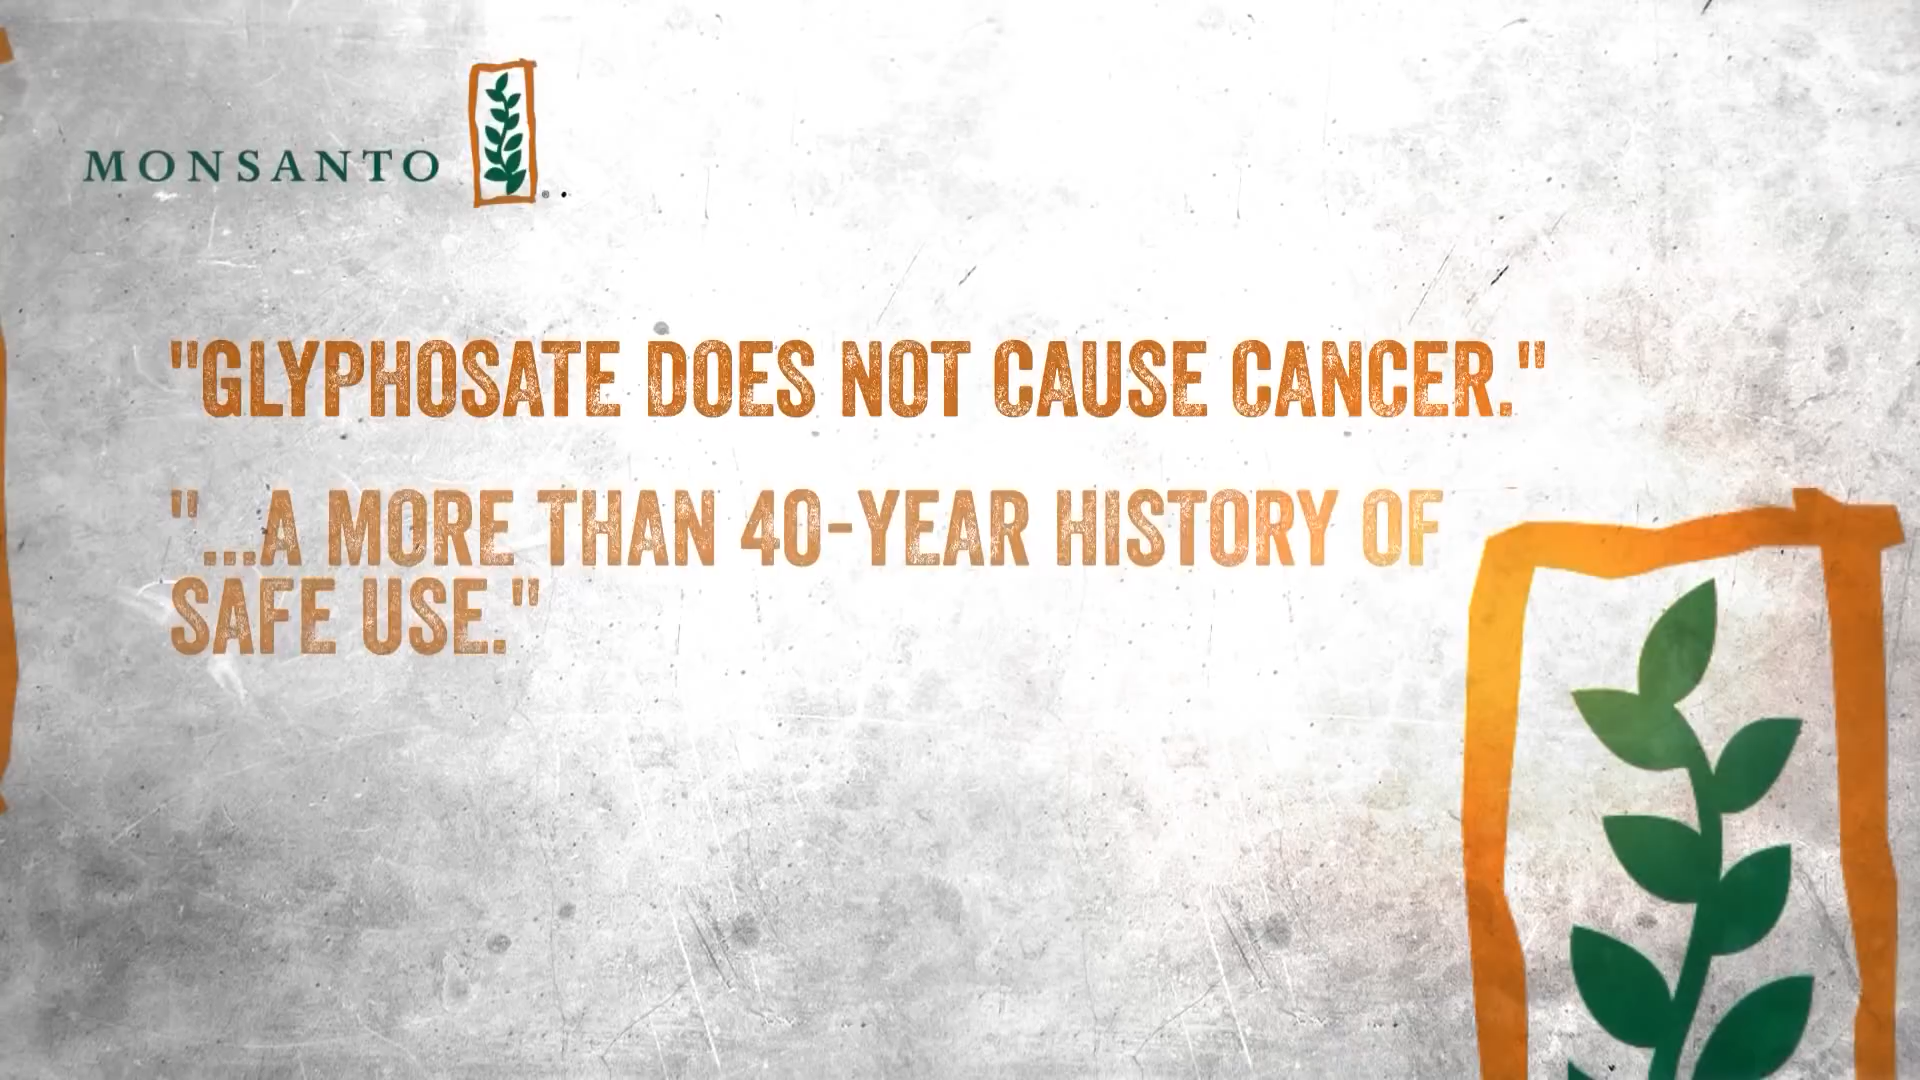 MONSANTO
"GLYPHOSATE DOES NOT CAUSE CANCER."
"...A MORE THAN 40-YEAR HISTORY OF
SAFE USE."